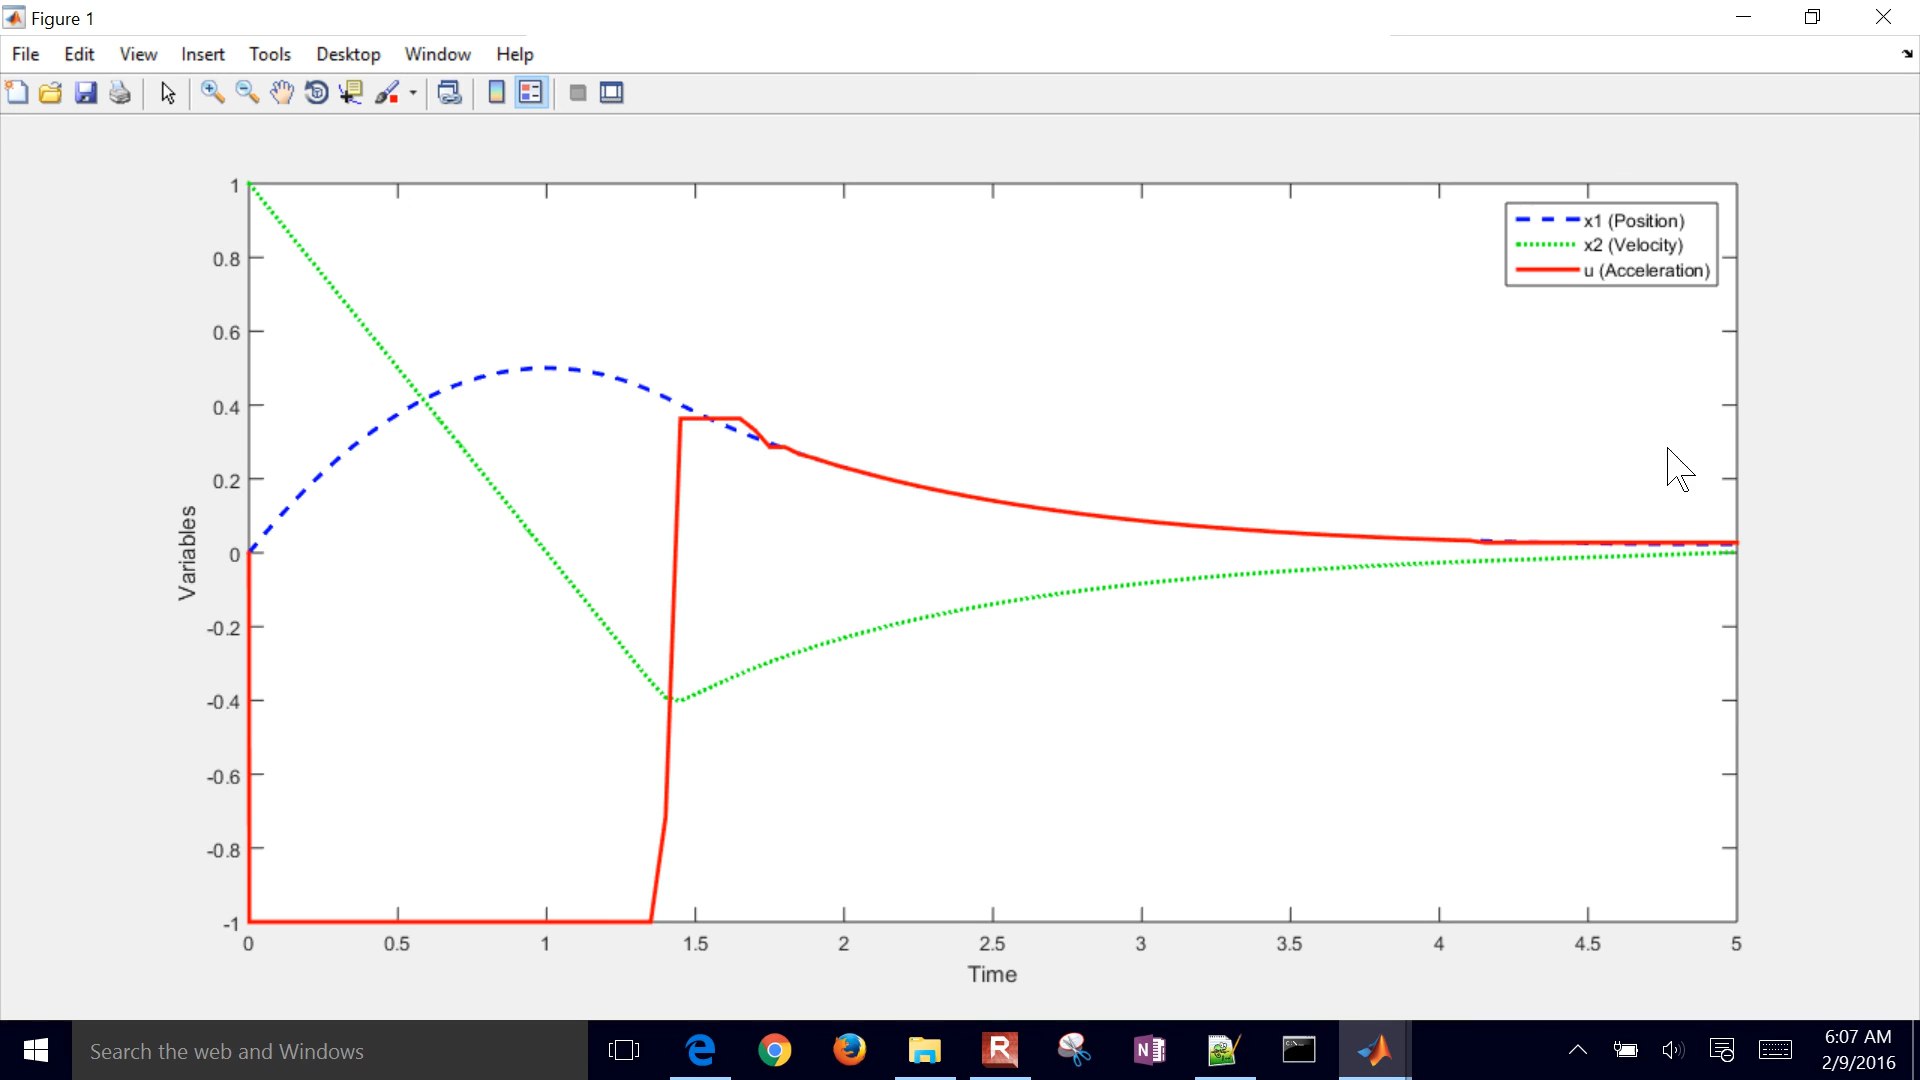 Figure 1
File Edit View Insert Tools Desktop Window Help
x1 (Position)
x2 (Velocity)
u (Acceleration)
1
0.8
0.6
0.4
0.2
0
-0.2
-0.4
-0.6
-0.8
-1
Variables
0 0.5 1 1.5 2 2.5 3 3.5 4 4.5 5
Time
Search the web and Windows
R
N
6:07 AM
2/9/2016